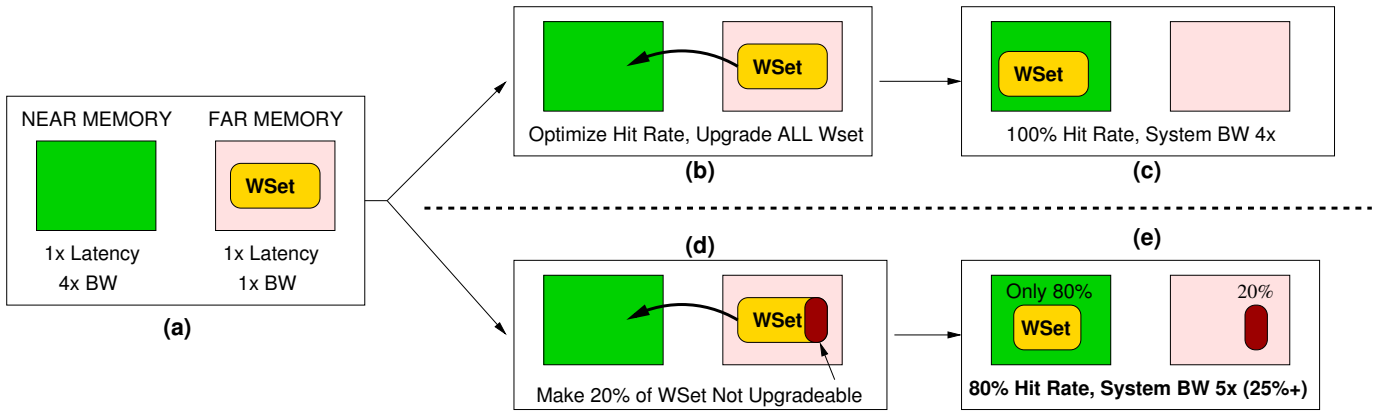 NEAR MEMORY
FAR MEMORY
WSet
1x Latency
4x BW
1x Latency
1x BW
(a)
WSet
Optimize Hit Rate, Upgrade ALL Wset
(b)
WSet
100% Hit Rate, System BW 4x
(c)
(d)
WSet
Make 20% of WSet Not Upgradeable
(e)
Only 80%
WSet
20%
80% Hit Rate, System BW 5x (25%+)